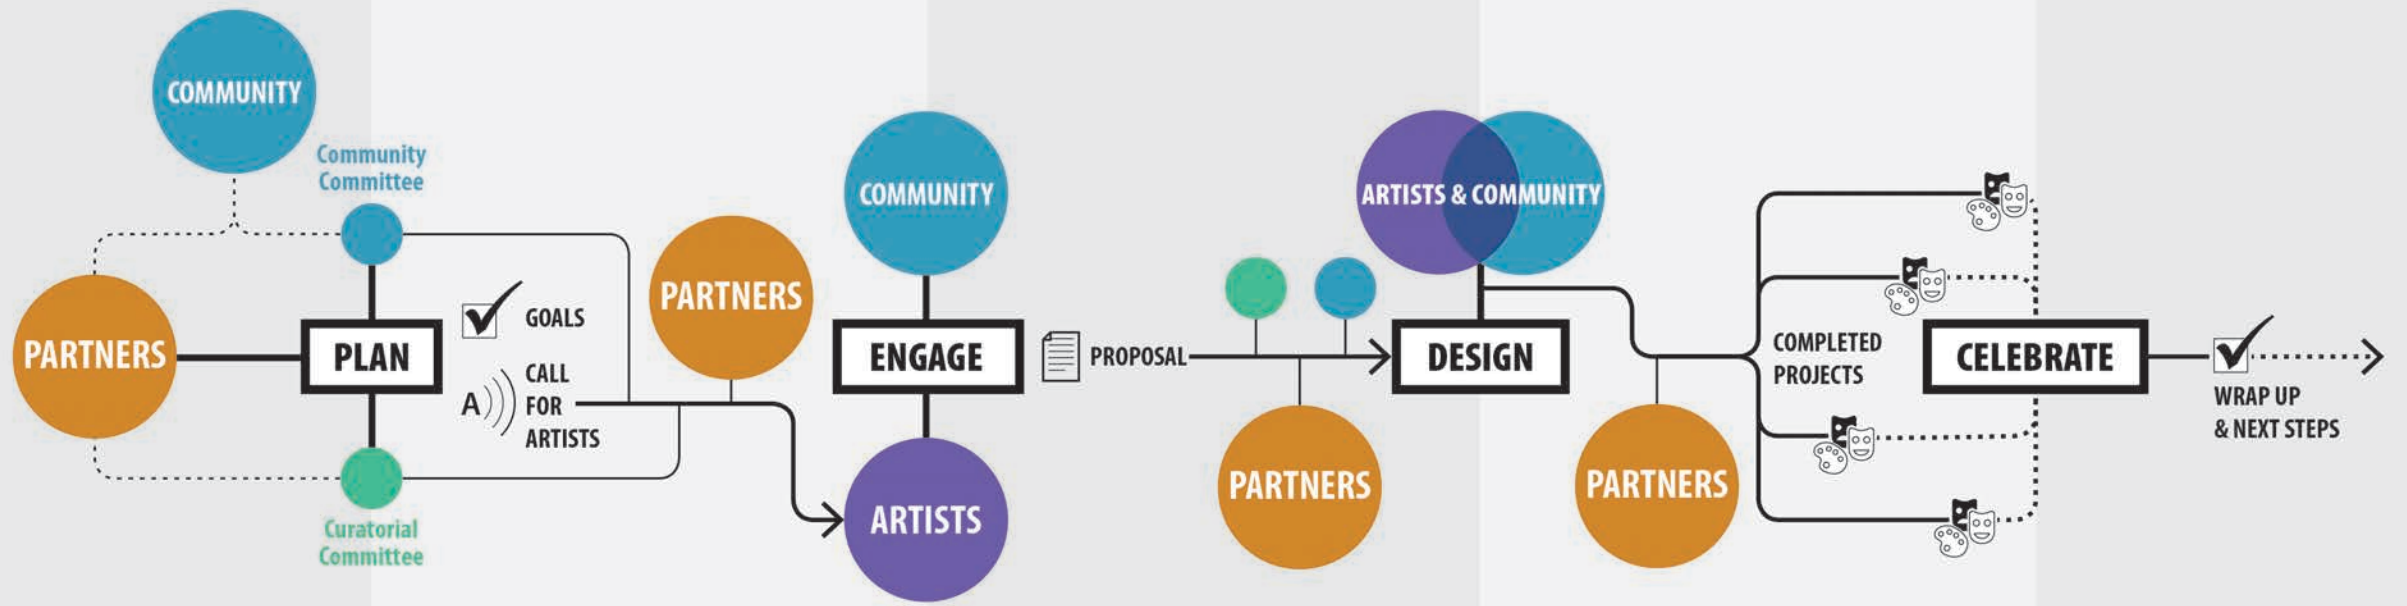 COMMUNITY
Community
Committee
PARTNERS
PLAN
Curatorial
Committee
GOALS
A
CALL
FOR
ARTISTS
PARTNERS
COMMUNITY
ENGAGE
ARTISTS
PROPOSAL
PARTNERS
ARTISTS & COMMUNITY
DESIGN
PARTNERS
COMPLETED
PROJECTS
CELEBRATE
WRAP UP
& NEXT STEPS